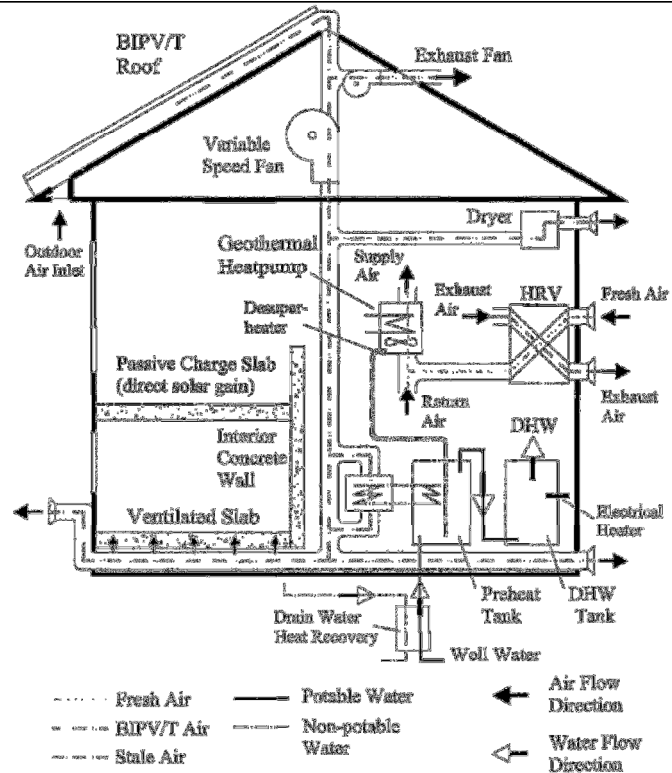 BIPV/T
Roof
Exhaust Fan
Variable
Speed Fan
Dryer
Outdoor
Air Inlet
Geothermal
Heatpump
Supply
Air
Exhaust
Air
HRV
Fresh Air
Desuper-
heater
Passive Charge Slab
(direct solar gain)
Return
Air
Exhaust
Air
DHW
Interior
Concrete
Wall
Ventilated Slab
Electrical
Heater
Preheat
Tank
DHW
Tank
Drain Water
Heat Recovery
Well Water
Fresh Air
BIPV/T Air
Stale Air
Potable Water
Non-potable
Water
Air Flow
Direction
Water Flow
Direction